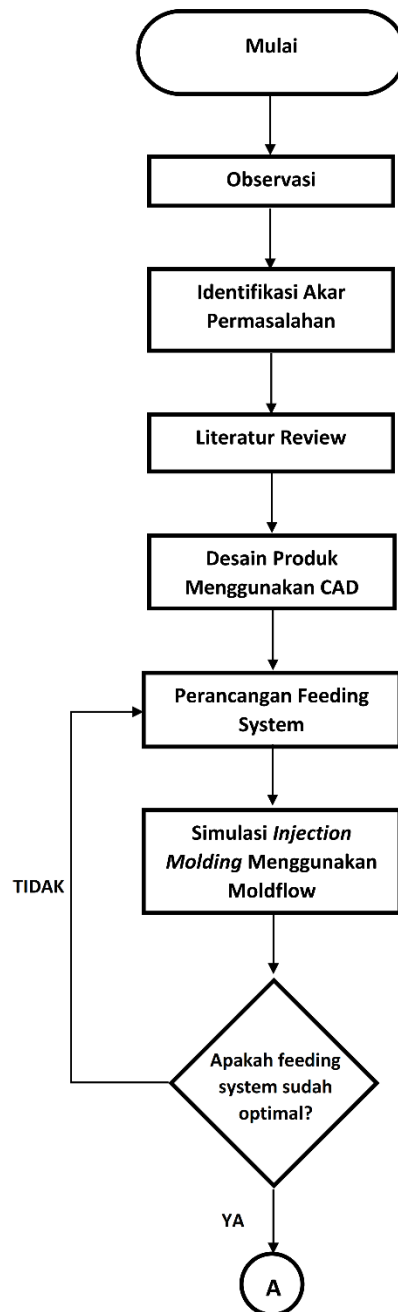 Mulai
Observasi
Identifikasi Akar
Permasalahan
Literatur Review
Desain Produk
Menggunakan CAD
Perancangan Feeding
System
Simulasi Injection
Molding Menggunakan
Moldflow
TIDAK
Apakah feeding
system sudah
optimal?
YA
A